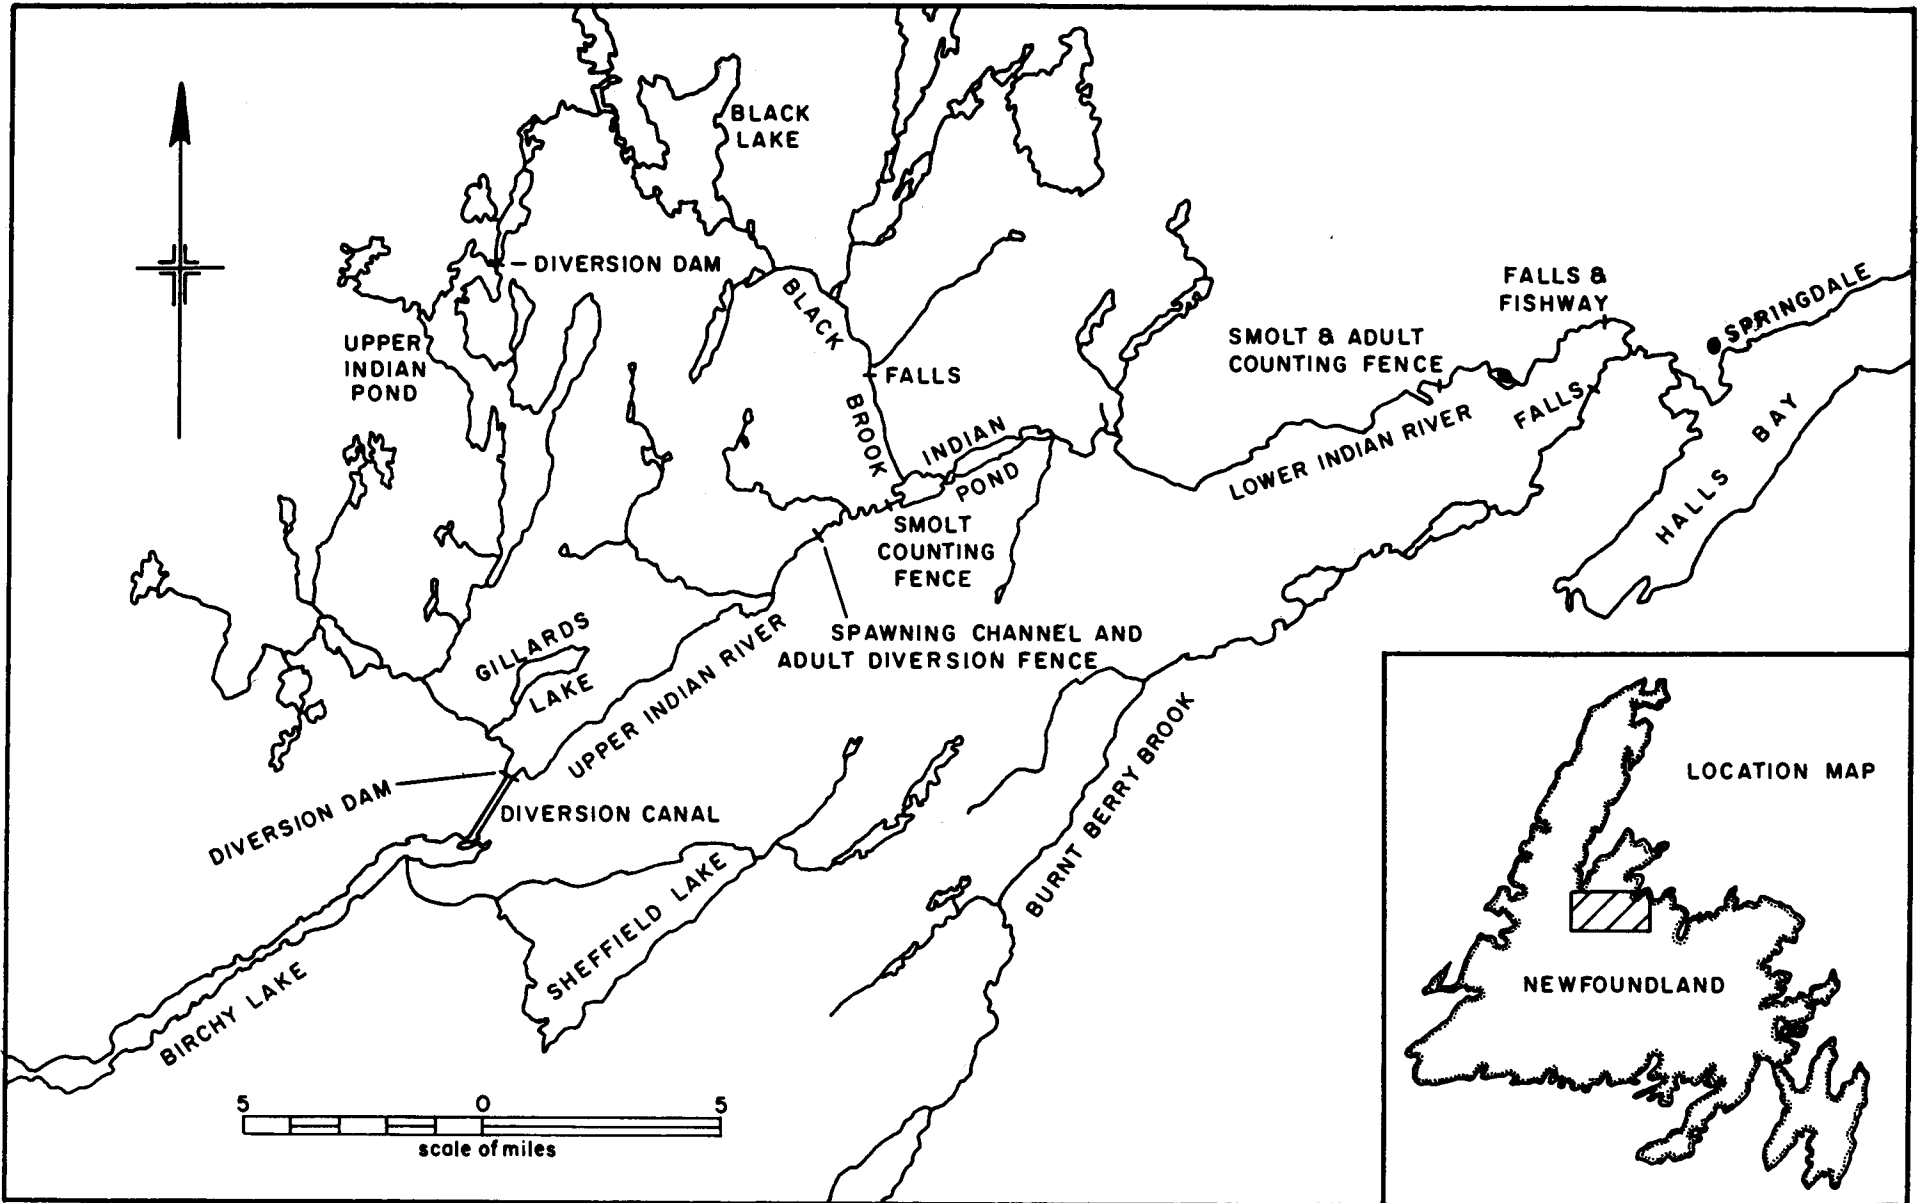 BLACK
LAKE
DIVERSION DAM
UPPER
INDIAN
POND
BLACK
BROOK
FALLS
FALLS &
FISHWAY
SPRINGDALE
SMOLT & ADULT
COUNTING FENCE
INDIAN
POND
LOWER INDIAN RIVER
FALLS
HALLS BAY
SMOLT
COUNTING
FENCE
SPAWNING CHANNEL AND
ADULT DIVERSION FENCE
GILLARDS
LAKE
UPPER INDIAN RIVER
DIVERSION DAM
DIVERSION CANAL
BURNT BERRY BROOK
SHEFFIELD LAKE
BIRCHY LAKE
5 0 5
scale of miles
LOCATION MAP
NEWFOUNDLAND